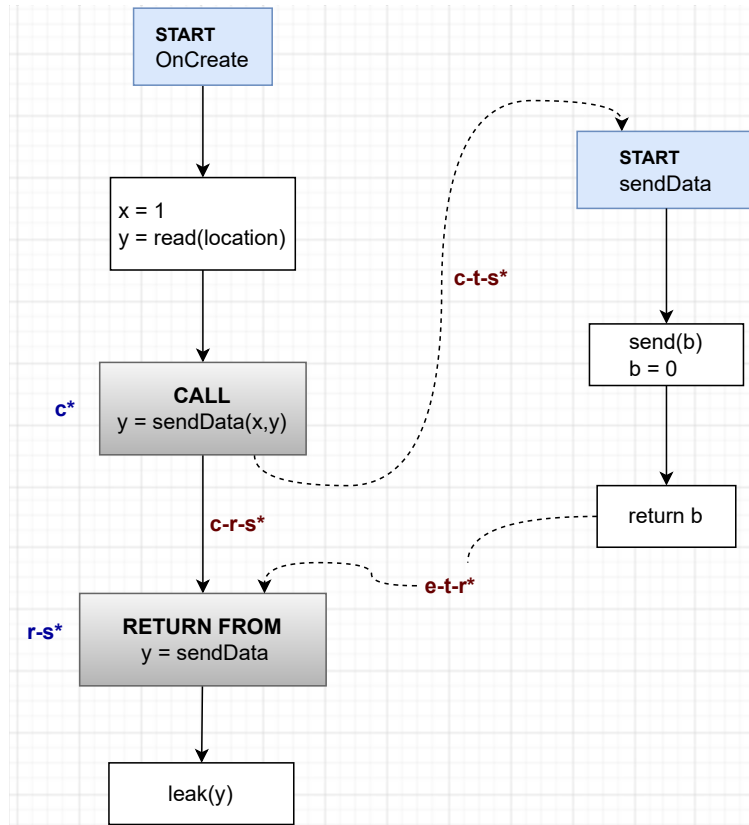 START
OnCreate
x = 1
y = read(location)
c*
CALL
y = sendData(x,y)
c-r-s*
r-s*
RETURN FROM
y = sendData
leak(y)
c-t-s*
START
sendData
send(b)
b = 0
return b
e-t-r*